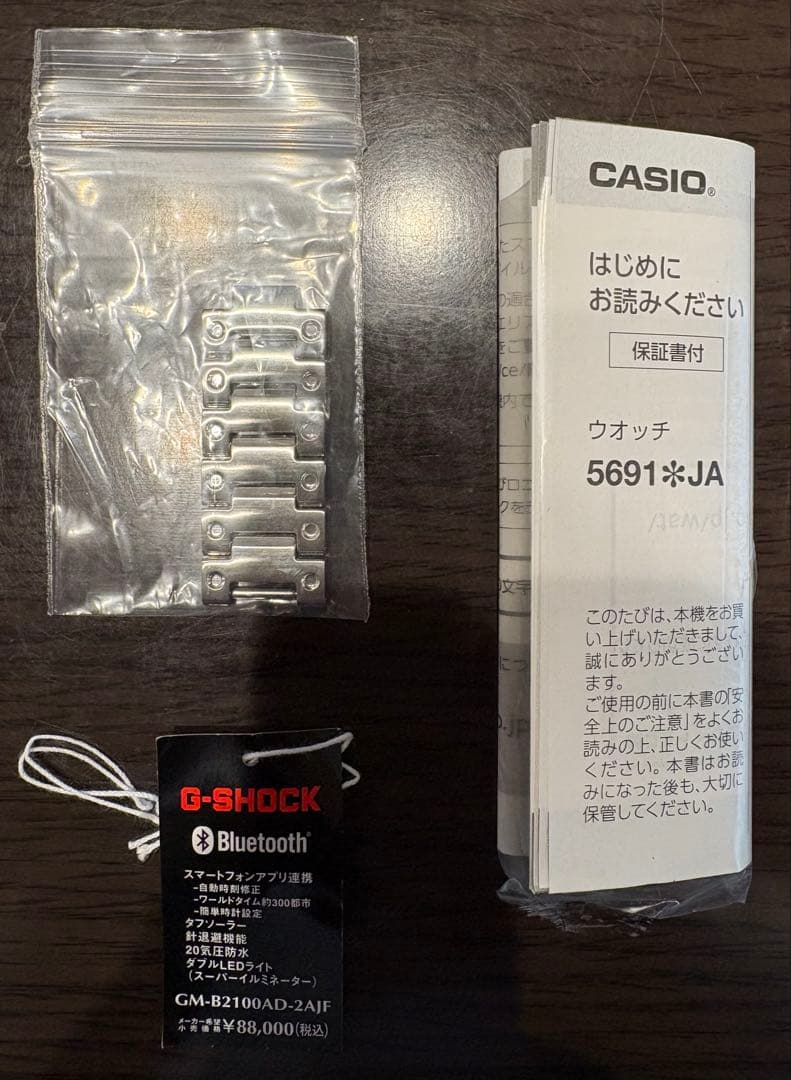 CASIO®
はじめに
お読みください
保証書付
ウオッチ
5691✻JA
このたびは、本機をお買
い上げいただきまして、
誠にありがとうござい
ます。
ご使用の前に本書の「安
全上のご注意」をよくお
読みの上、正しくお使い
ください。本書はお読
みになった後も、大切に
保管してください。
G-SHOCK
Bluetooth®
スマートフォンアプリ連携
-自動時刻修正
-ワールドタイム約300都市
-簡単時計設定
タフソーラー
針退避機能
20気圧防水
ダブルLEDライト
(スーパーイルミネーター)
GM-B2100AD-2AJF
メーカー希望
小売価格 ¥88,000(税込)